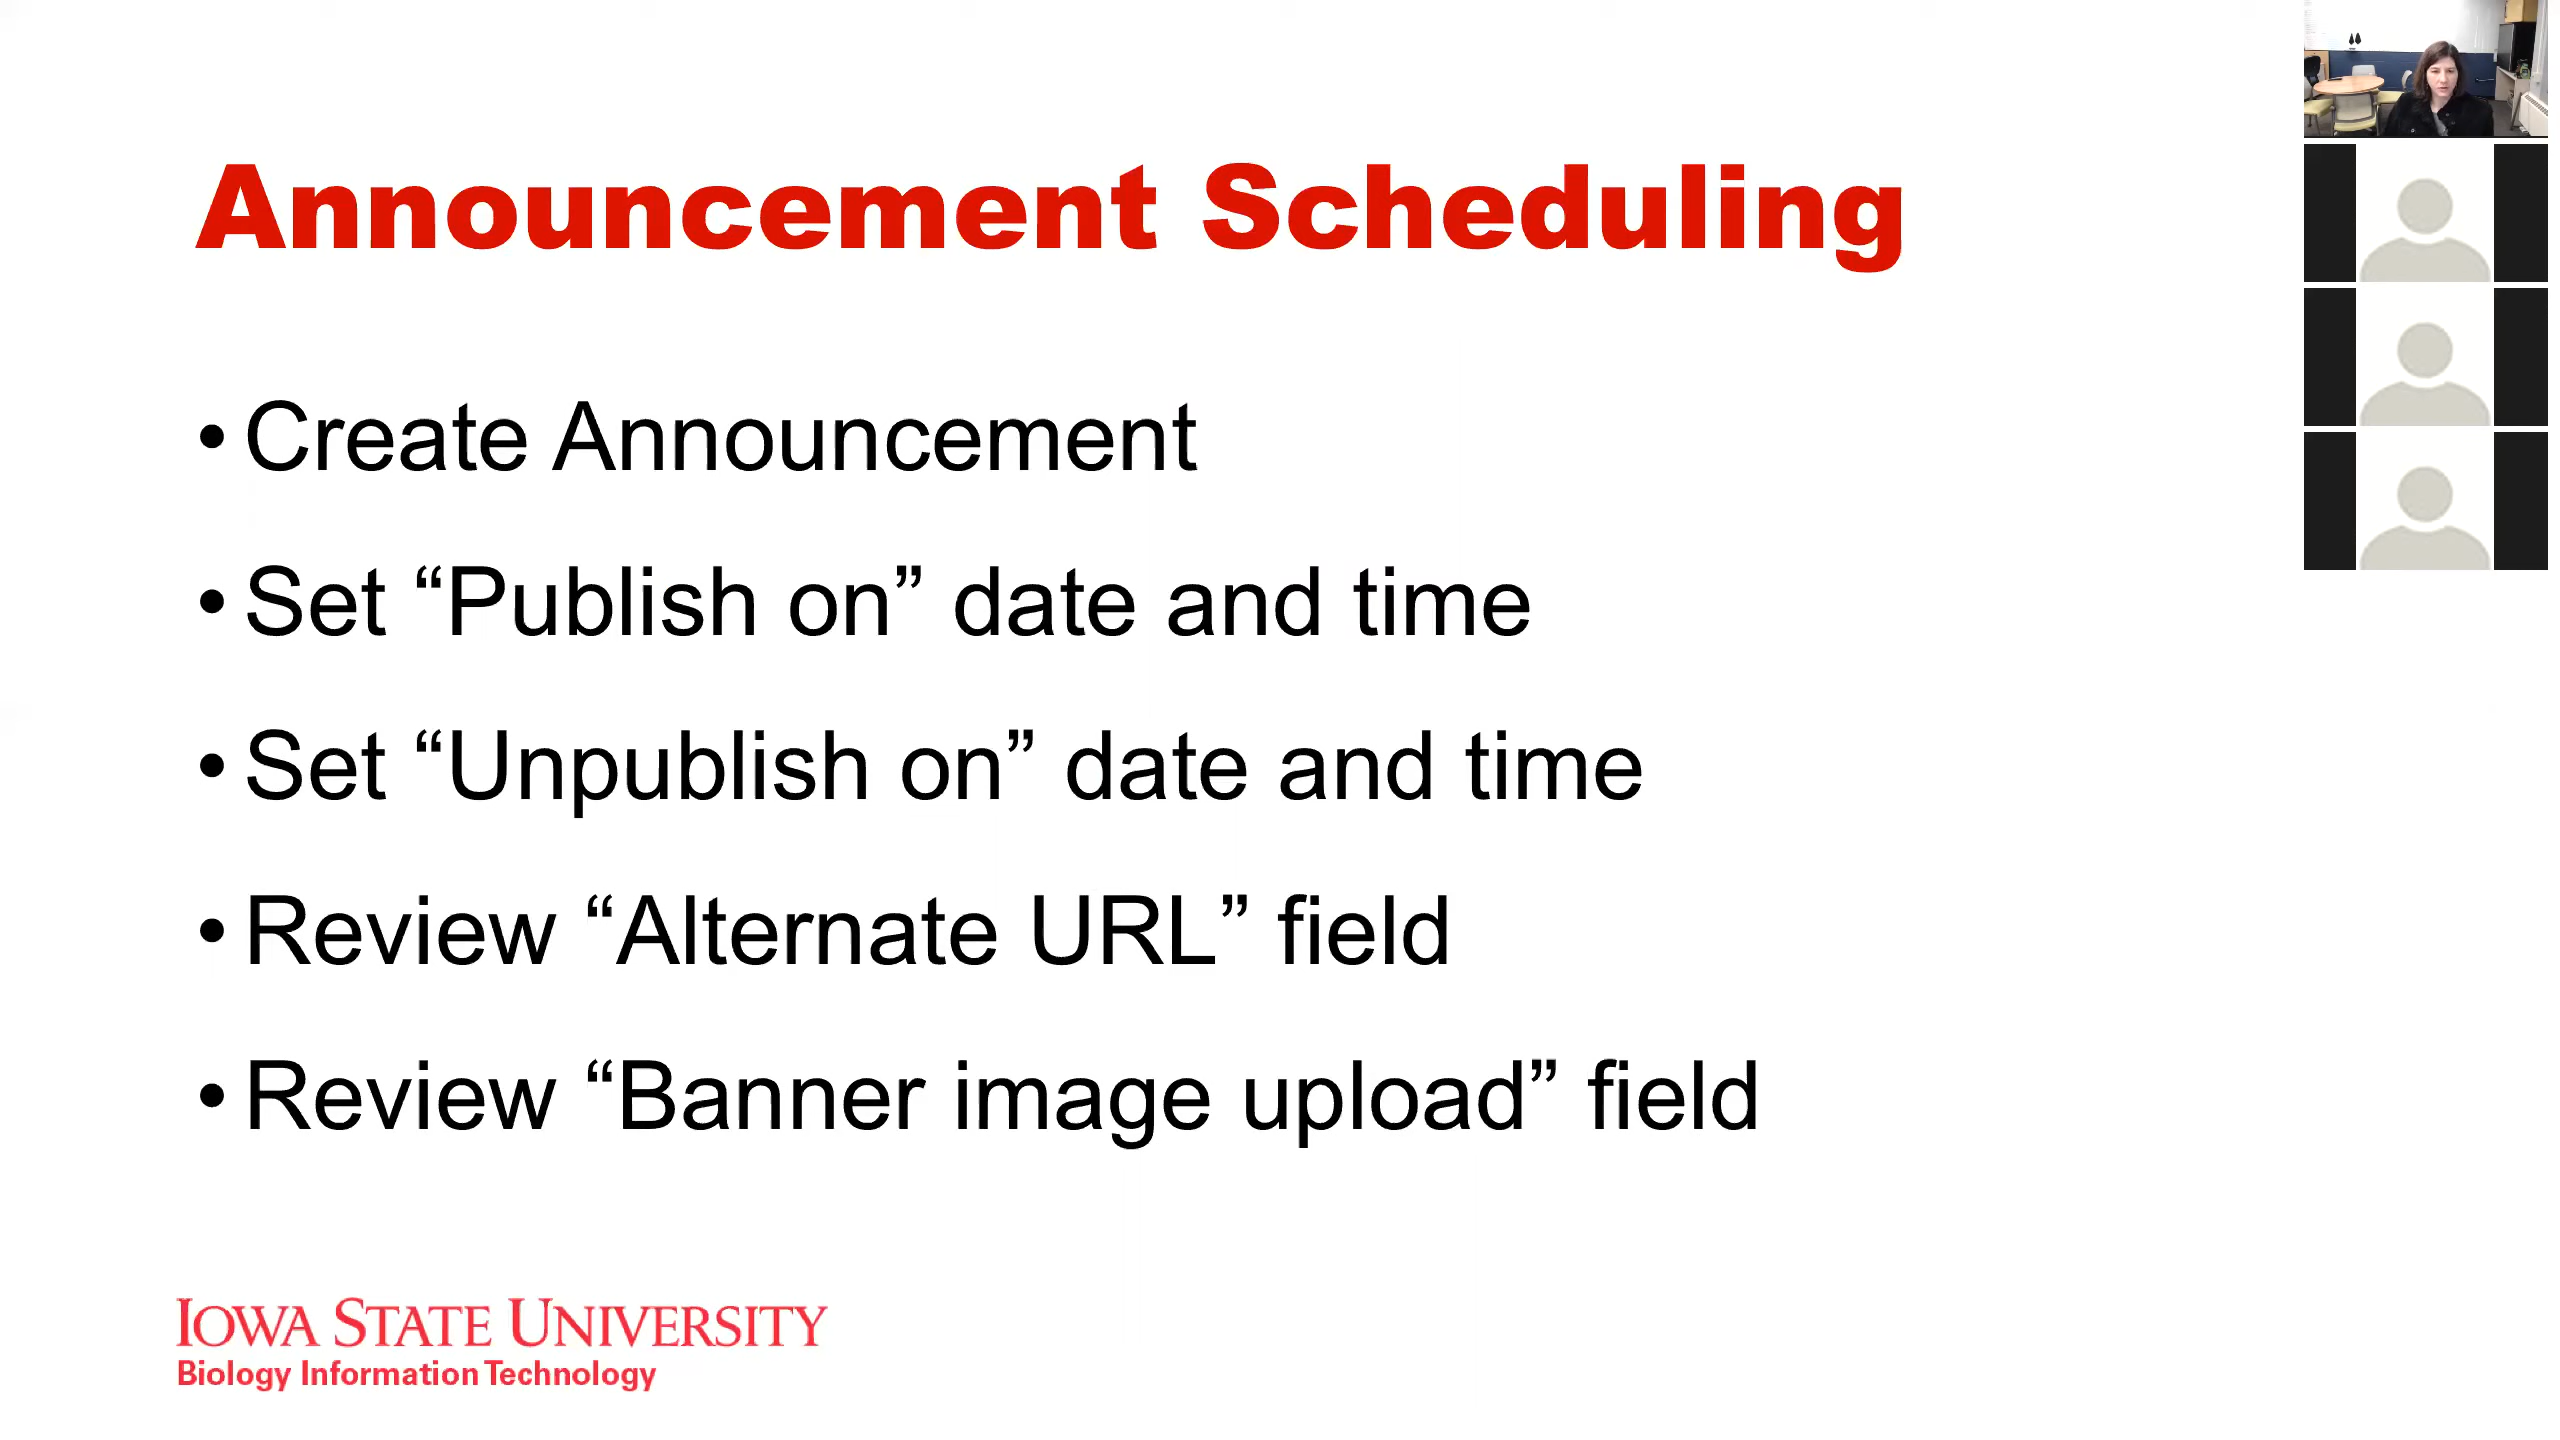 Announcement Scheduling
• Create Announcement
• Set “Publish on” date and time
• Set “Unpublish on” date and time
• Review “Alternate URL” field
• Review “Banner image upload” field
IOWA STATE UNIVERSITY
Biology Information Technology